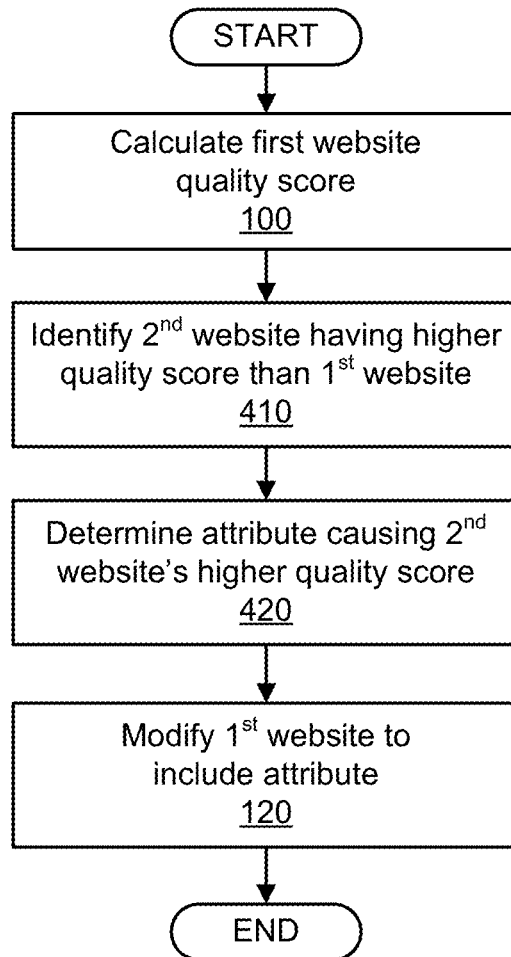 START
Calculate first website
quality score
100
Identify 2nd website having higher
quality score than 1st website
410
Determine attribute causing 2nd
website's higher quality score
420
Modify 1st website to
include attribute
120
END